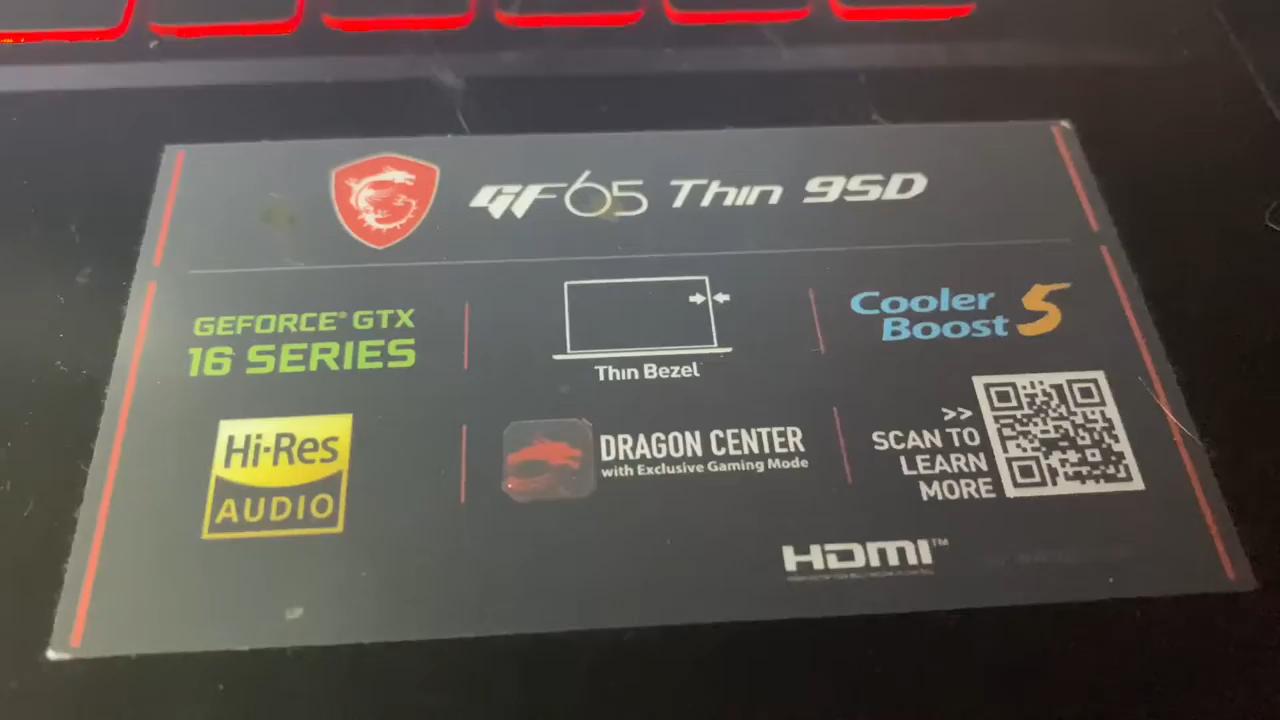 GF65 Thin 9SD
GEFORCE® GTX
16 SERIES
Thin Bezel
Cooler
Boost 5
Hi-Res
AUDIO
DRAGON CENTER
with Exclusive Gaming Mode
>>
SCAN TO
LEARN
MORE
HDMI™